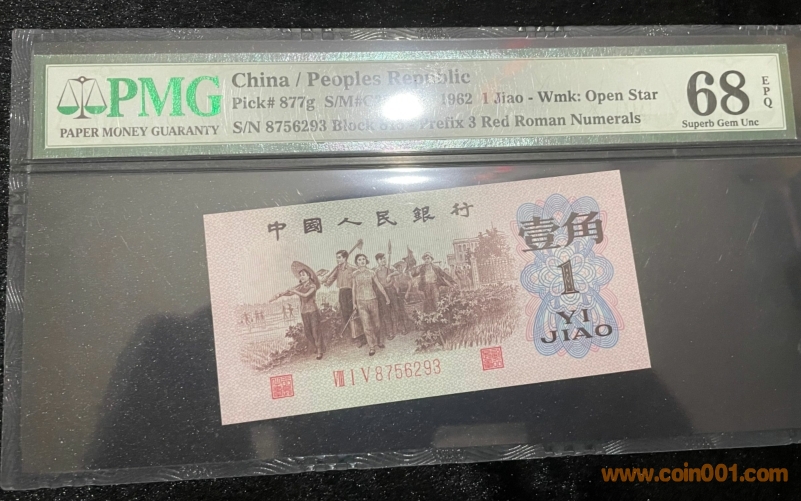 PMG
PAPER MONEY GUARANTY
China / Peoples Republic
Pick# 877g S/M# 1962 1 Jiao - Wmk: Open Star
S/N 8756293 Block Prefix 3 Red Roman Numerals
68
EPQ
Superb Gem Unc
中國人民銀行
壹角
1
YI
JIAO
VIII I V 8756293
www.coin001.com